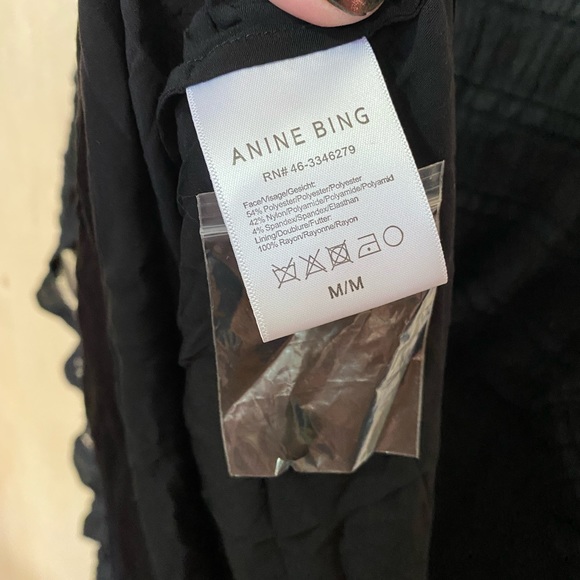 ANINE BING
RN# 46-3346279
Face/Visage/Gesicht:
54% Polyester/Polyester/Polyester
42% Nylon/Polyamide/Polyamide/Polyamid
4% Spandex/Spandex/Elasthan
Lining/Doublure/Futter:
100% Rayon/Rayonne/Rayon
M/M